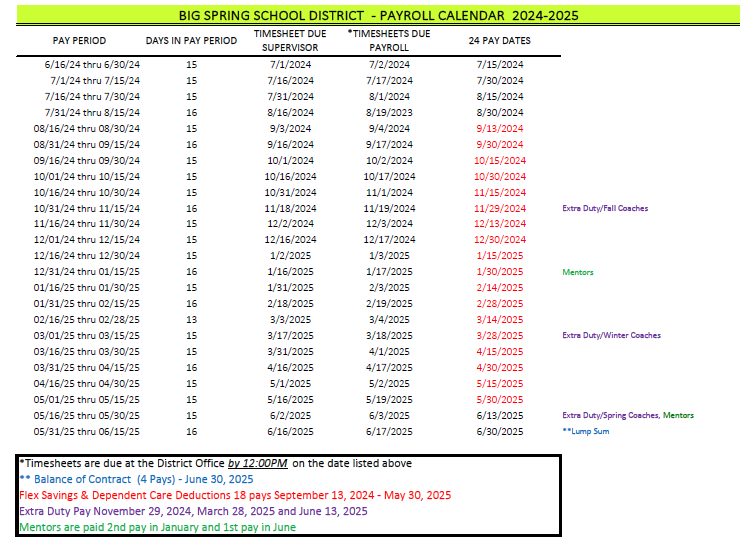 BIG SPRING SCHOOL DISTRICT - PAYROLL CALENDAR 2024-2025
PAY PERIOD DAYS IN PAY PERIOD TIMESHEET DUE SUPERVISOR *TIMESHEETS DUE PAYROLL 24 PAY DATES
6/16/24 thru 6/30/24 15 7/1/2024 7/2/2024 7/15/2024
7/1/24 thru 7/15/24 15 7/16/2024 7/17/2024 7/30/2024
7/16/24 thru 7/30/24 15 7/31/2024 8/1/2024 8/15/2024
7/31/24 thru 8/15/24 16 8/16/2024 8/19/2023 8/30/2024
08/16/24 thru 08/30/24 15 9/3/2024 9/4/2024 9/13/2024
08/31/24 thru 09/15/24 16 9/16/2024 9/17/2024 9/30/2024
09/16/24 thru 09/30/24 15 10/1/2024 10/2/2024 10/15/2024
10/01/24 thru 10/15/24 15 10/16/2024 10/17/2024 10/30/2024
10/16/24 thru 10/30/24 15 10/31/2024 11/1/2024 11/15/2024
10/31/24 thru 11/15/24 16 11/18/2024 11/19/2024 11/29/2024 Extra Duty/Fall Coaches
11/16/24 thru 11/30/24 15 12/2/2024 12/3/2024 12/13/2024
12/01/24 thru 12/15/24 15 12/16/2024 12/17/2024 12/30/2024
12/16/24 thru 12/30/24 15 1/2/2025 1/3/2025 1/15/2025
12/31/24 thru 01/15/25 16 1/16/2025 1/17/2025 1/30/2025 Mentors
01/16/25 thru 01/30/25 15 1/31/2025 2/3/2025 2/14/2025
01/31/25 thru 02/15/25 16 2/18/2025 2/19/2025 2/28/2025
02/16/25 thru 02/28/25 13 3/3/2025 3/4/2025 3/14/2025
03/01/25 thru 03/15/25 15 3/17/2025 3/18/2025 3/28/2025 Extra Duty/Winter Coaches
03/16/25 thru 03/30/25 15 3/31/2025 4/1/2025 4/15/2025
03/31/25 thru 04/15/25 16 4/16/2025 4/17/2025 4/30/2025
04/16/25 thru 04/30/25 15 5/1/2025 5/2/2025 5/15/2025
05/01/25 thru 05/15/25 15 5/16/2025 5/19/2025 5/30/2025
05/16/25 thru 05/30/25 15 6/2/2025 6/3/2025 6/13/2025 Extra Duty/Spring Coaches, Mentors
05/31/25 thru 06/15/25 16 6/16/2025 6/17/2025 6/30/2025 **Lump Sum
*Timesheets are due at the District Office by 12:00PM on the date listed above
** Balance of Contract (4 Pays) - June 30, 2025
Flex Savings & Dependent Care Deductions 18 pays September 13, 2024 - May 30, 2025
Extra Duty Pay November 29, 2024, March 28, 2025 and June 13, 2025
Mentors are paid 2nd pay in January and 1st pay in June